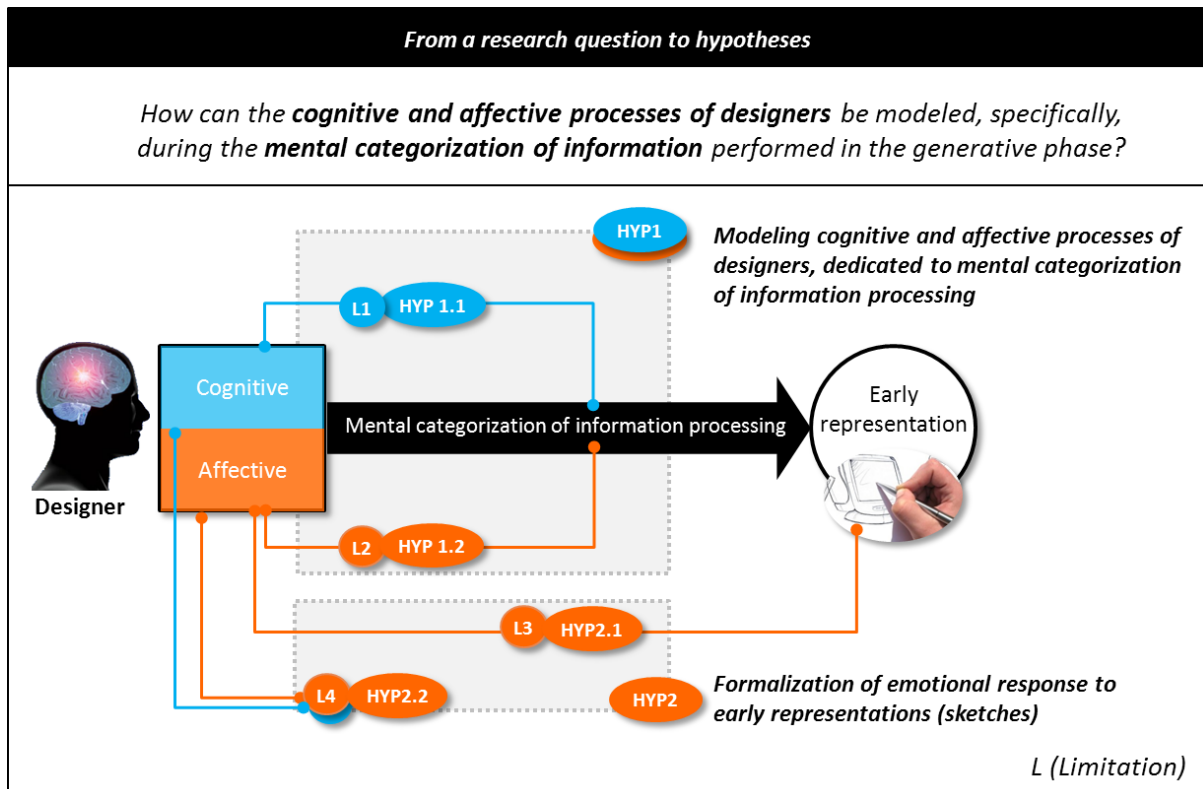 From a research question to hypotheses
How can the cognitive and affective processes of designers be modeled, specifically,
during the mental categorization of information performed in the generative phase?
HYP1
Modeling cognitive and affective processes of
designers, dedicated to mental categorization
of information processing
L1 HYP 1.1
Cognitive
Affective
Designer
Mental categorization of information processing
Early
representation
L2 HYP 1.2
L3 HYP2.1
L4 HYP2.2
HYP2
Formalization of emotional response to
early representations (sketches)
L (Limitation)